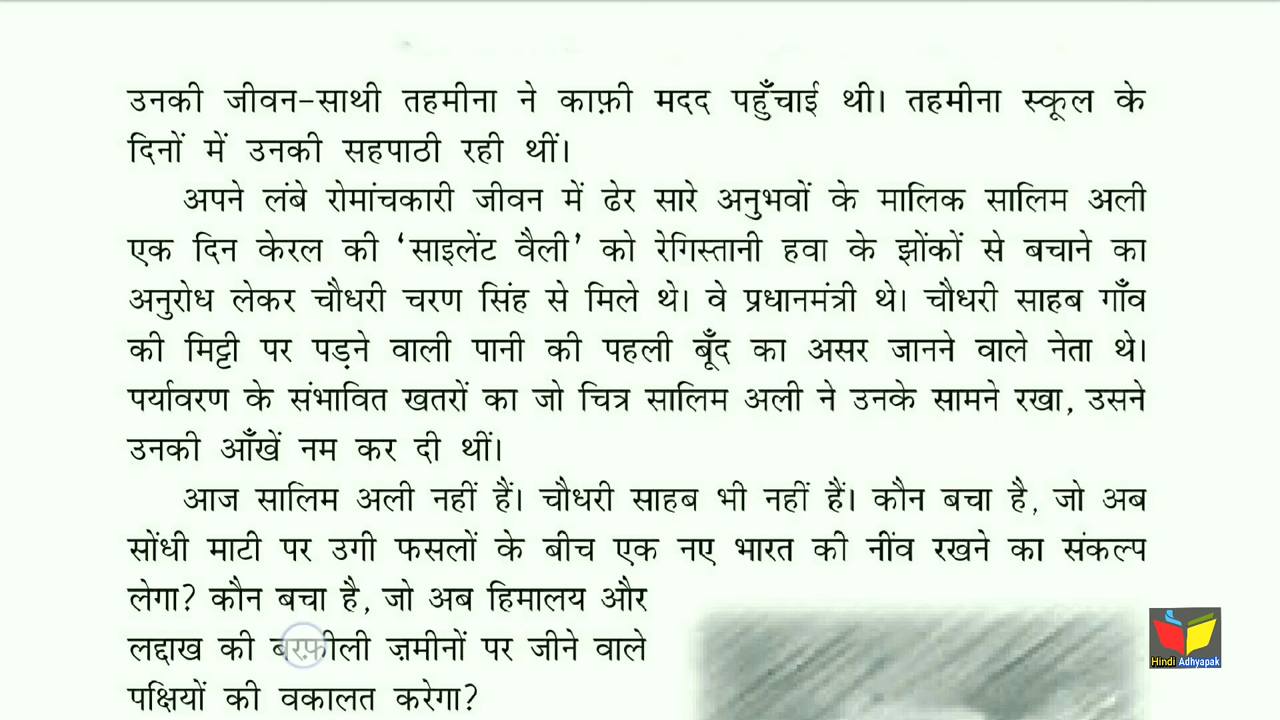 उनकी जीवन-साथी तहमीना ने काफ़ी मदद पहुँचाई थी। तहमीना स्कूल के
दिनों में उनकी सहपाठी रही थीं।
अपने लंबे रोमांचकारी जीवन में ढेर सारे अनुभवों के मालिक सालिम अली
एक दिन केरल की ‘साइलेंट वैली’ को रेगिस्तानी हवा के झोंकों से बचाने का
अनुरोध लेकर चौधरी चरण सिंह से मिले थे। वे प्रधानमंत्री थे। चौधरी साहब गाँव
की मिट्टी पर पड़ने वाली पानी की पहली बूँद का असर जानने वाले नेता थे।
पर्यावरण के संभावित खतरों का जो चित्र सालिम अली ने उनके सामने रखा, उसने
उनकी आँखें नम कर दी थीं।
आज सालिम अली नहीं हैं। चौधरी साहब भी नहीं हैं। कौन बचा है, जो अब
सोंधी माटी पर उगी फसलों के बीच एक नए भारत की नींव रखने का संकल्प
लेगा? कौन बचा है, जो अब हिमालय और
लद्दाख की बरफ़ीली ज़मीनों पर जीने वाले
पक्षियों की वकालत करेगा?
Hindi Adhyapak